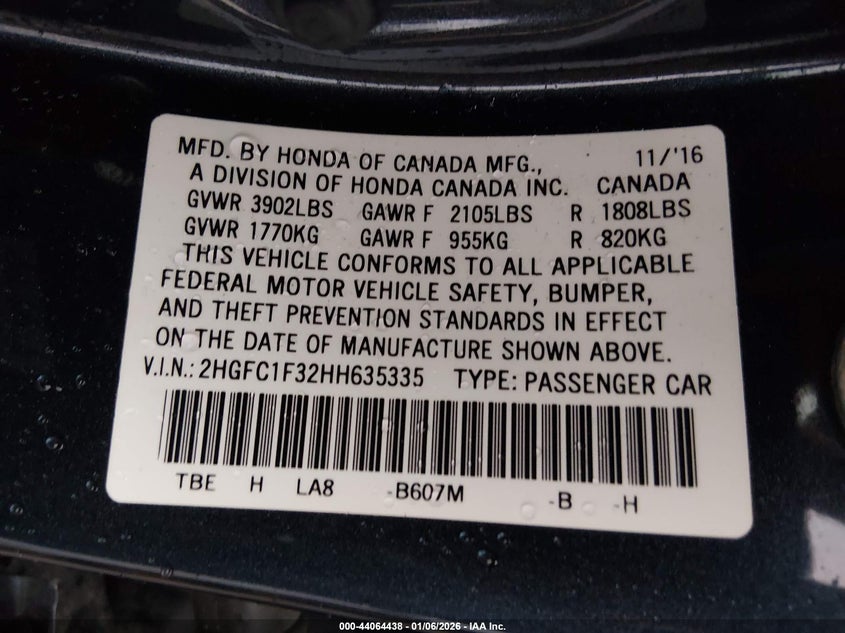 MFD. BY HONDA OF CANADA MFG., 11/'16
A DIVISION OF HONDA CANADA INC. CANADA
GVWR 3902LBS GAWR F 2105LBS R 1808LBS
GVWR 1770KG GAWR F 955KG R 820KG
THIS VEHICLE CONFORMS TO ALL APPLICABLE
FEDERAL MOTOR VEHICLE SAFETY, BUMPER,
AND THEFT PREVENTION STANDARDS IN EFFECT
ON THE DATE OF MANUFACTURE SHOWN ABOVE.
V.I.N.: 2HGFC1F32HH635335 TYPE: PASSENGER CAR
TBE H LA8 -B607M -B -H
000-44064438 - 01/06/2026 - IAA Inc.